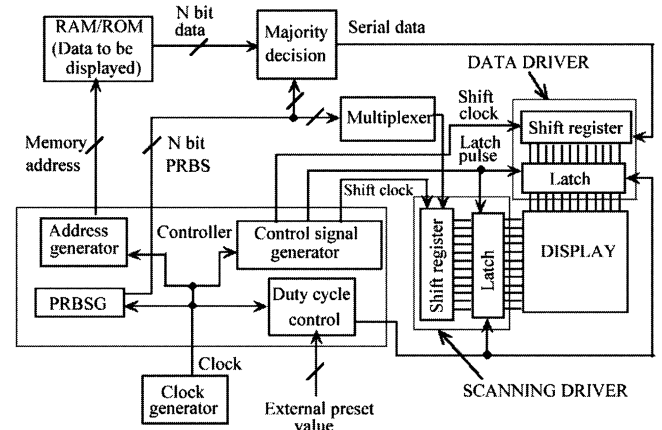 RAM/ROM
(Data to be
displayed)
N bit
data
Majority
decision
Serial data
DATA DRIVER
Multiplexer
Shift
clock
Shift register
Memory
address
N bit
PRBS
Latch
pulse
Latch
Shift clock
Address
generator
Controller
Control signal
generator
Shift register
Latch
DISPLAY
PRBSG
Duty cycle
control
Clock
Clock
generator
External preset
value
SCANNING DRIVER